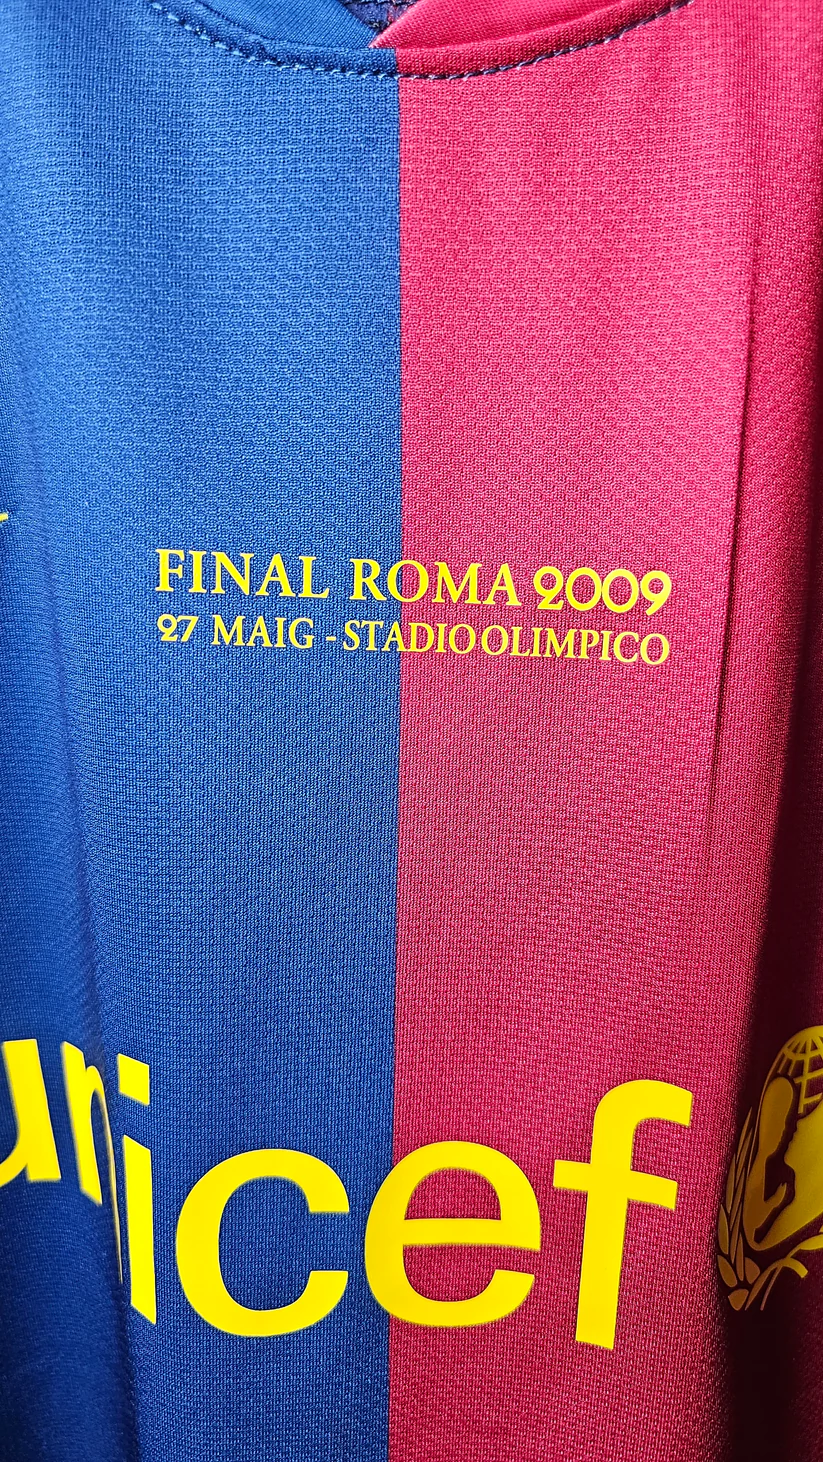 FINAL ROMA 2009
27 MAIG - STADIO OLIMPICO
unicef